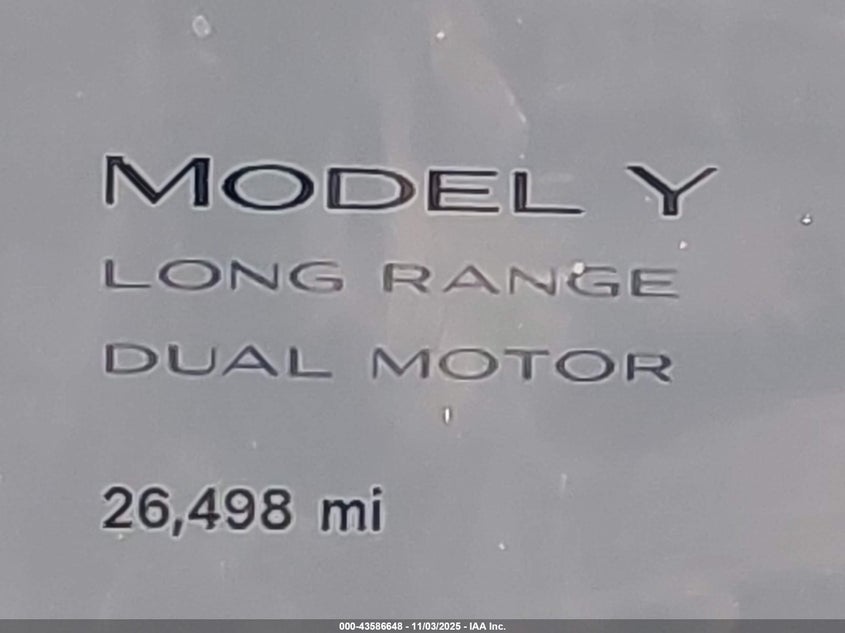 MODEL Y
LONG RANGE
DUAL MOTOR
26,498 mi
000-43586648 - 11/03/2025 - IAA Inc.